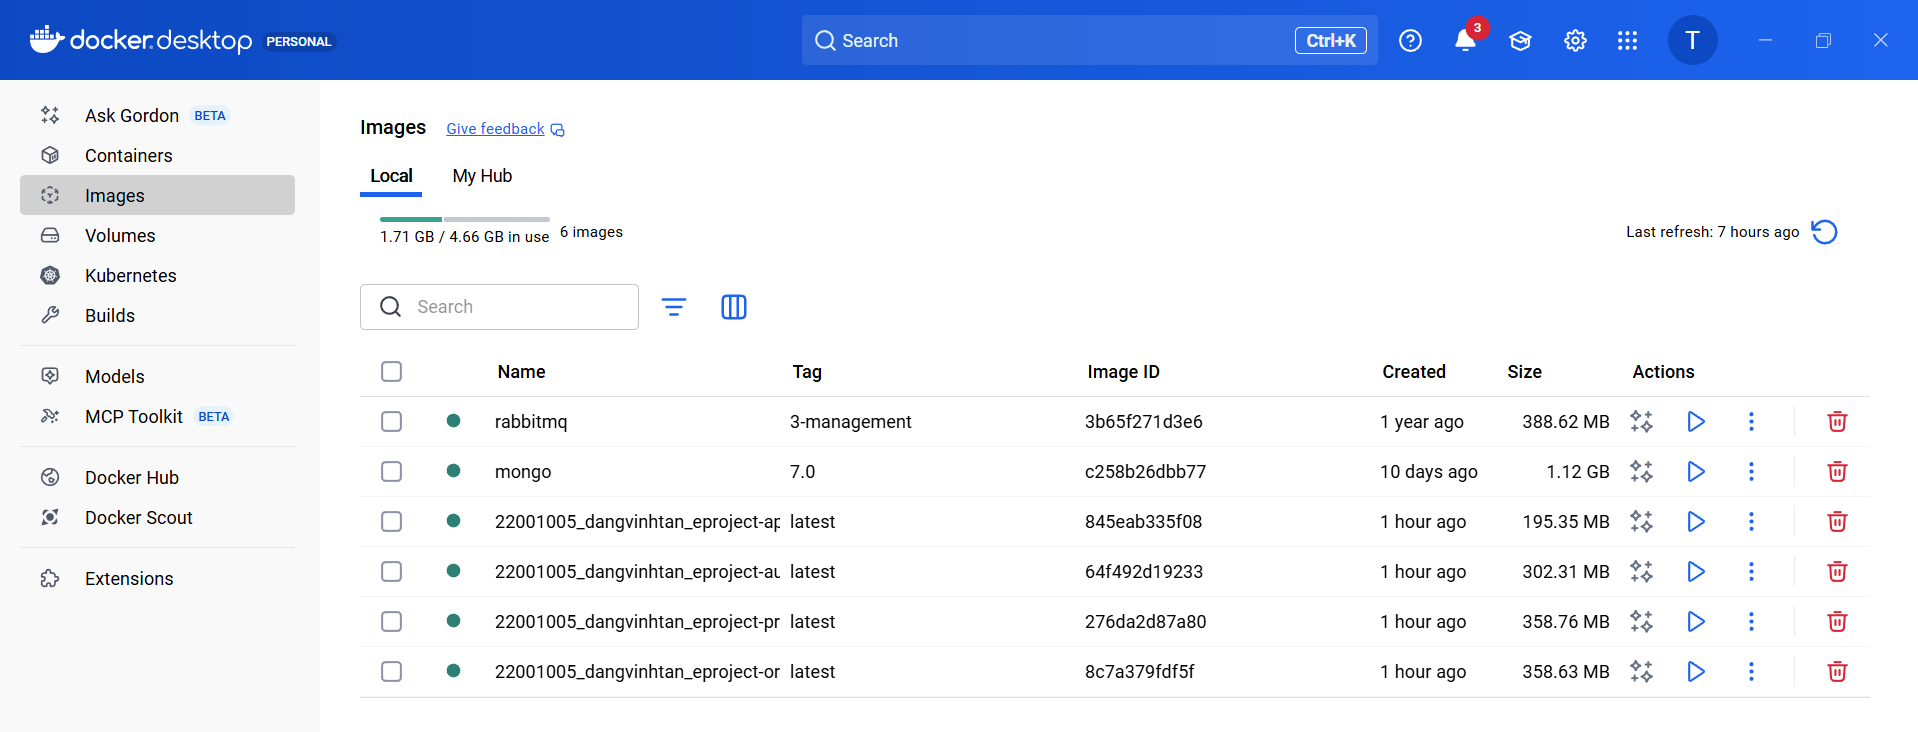 docker.desktop PERSONAL
Search Ctrl+K
3
T
Ask Gordon BETA
Containers
Images
Volumes
Kubernetes
Builds
Models
MCP Toolkit BETA
Docker Hub
Docker Scout
Extensions
Images Give feedback
Local My Hub
1.71 GB / 4.66 GB in use 6 images
Last refresh: 7 hours ago
Search
Name Tag Image ID Created Size Actions
rabbitmq 3-management 3b65f271d3e6 1 year ago 388.62 MB
mongo 7.0 c258b26dbb77 10 days ago 1.12 GB
22001005_dangvinhtan_eproject-ap latest 845eab335f08 1 hour ago 195.35 MB
22001005_dangvinhtan_eproject-au latest 64f492d19233 1 hour ago 302.31 MB
22001005_dangvinhtan_eproject-pr latest 276da2d87a80 1 hour ago 358.76 MB
22001005_dangvinhtan_eproject-or latest 8c7a379fdf5f 1 hour ago 358.63 MB